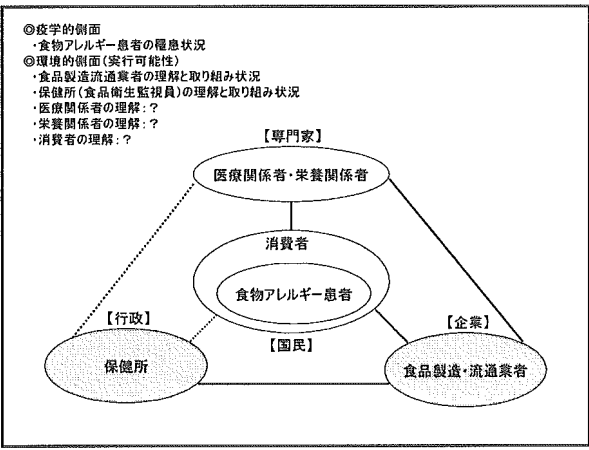 ◎疫学的側面
・食物アレルギー患者の罹患状況
◎環境的側面(実行可能性)
・食品製造流通業者の理解と取り組み状況
・保健所(食品衛生監視員)の理解と取り組み状況
・医療関係者の理解:?
・栄養関係者の理解:?
・消費者の理解:?
【専門家】
医療関係者・栄養関係者
消費者
食物アレルギー患者
【行政】
【企業】
【国民】
保健所
食品製造・流通業者